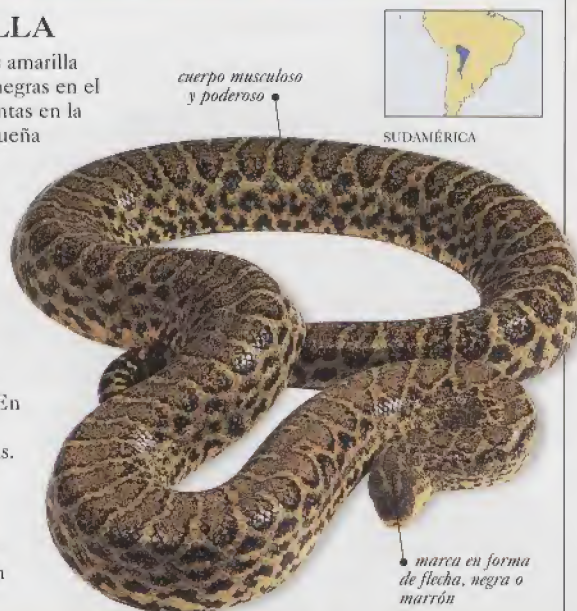 LLA
amarilla
negras en el
ntas en la
ueña
cuerpo musculoso
y poderoso
SUDAMÉRICA
En
s.
n
marca en forma
de flecha, negra o
marrón